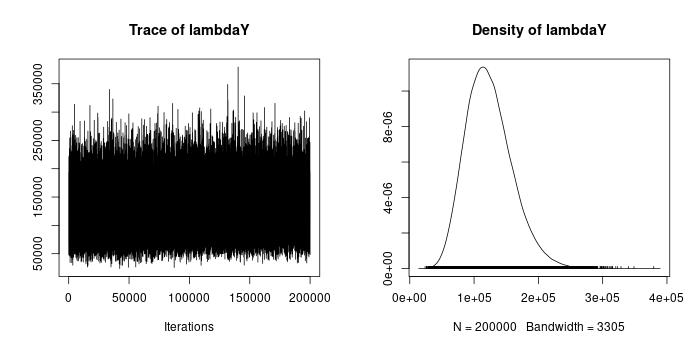 Trace of lambdaY
50000 150000 250000 350000
0 50000 100000 150000 200000
Iterations
Density of lambdaY
0e+00 4e-06 8e-06
0e+00 1e+05 2e+05 3e+05 4e+05
N = 200000 Bandwidth = 3305